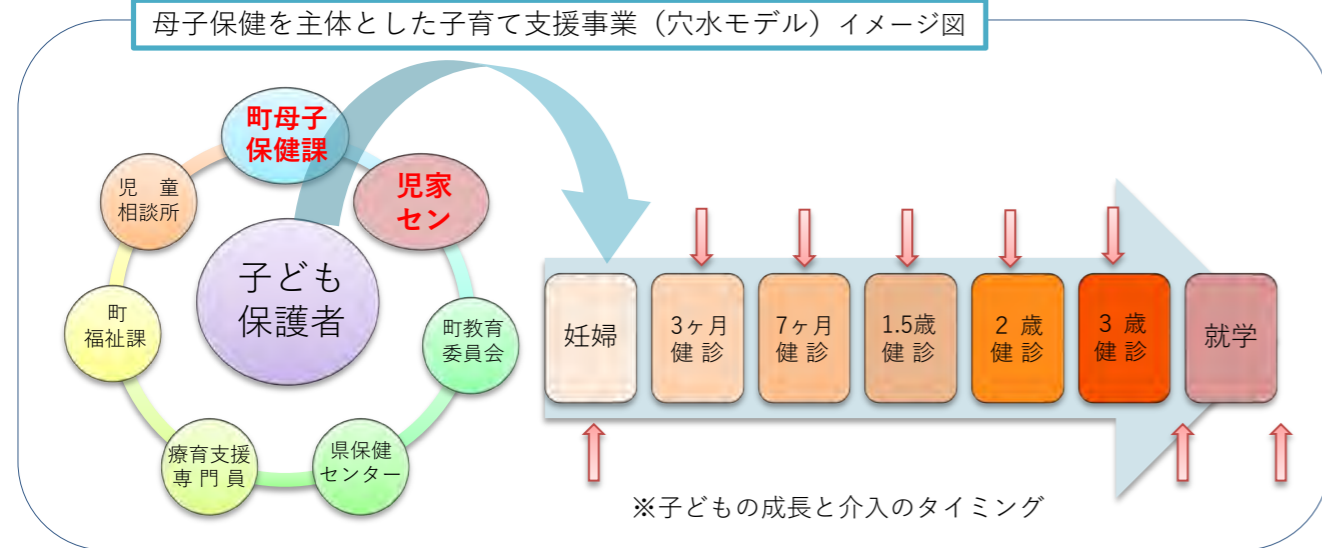 母子保健を主体とした子育て支援事業（穴水モデル）イメージ図
町母子
保健課
児家
セン
児　童
相談所
子ども
保護者
町
福祉課
町教育
委員会
療育支援
専 門 員
県保健
センター
妊婦
3ヶ月
健診
7ヶ月
健診
1.5歳
健診
２ 歳
健 診
３ 歳
健 診
就学
※子どもの成長と介入のタイミング